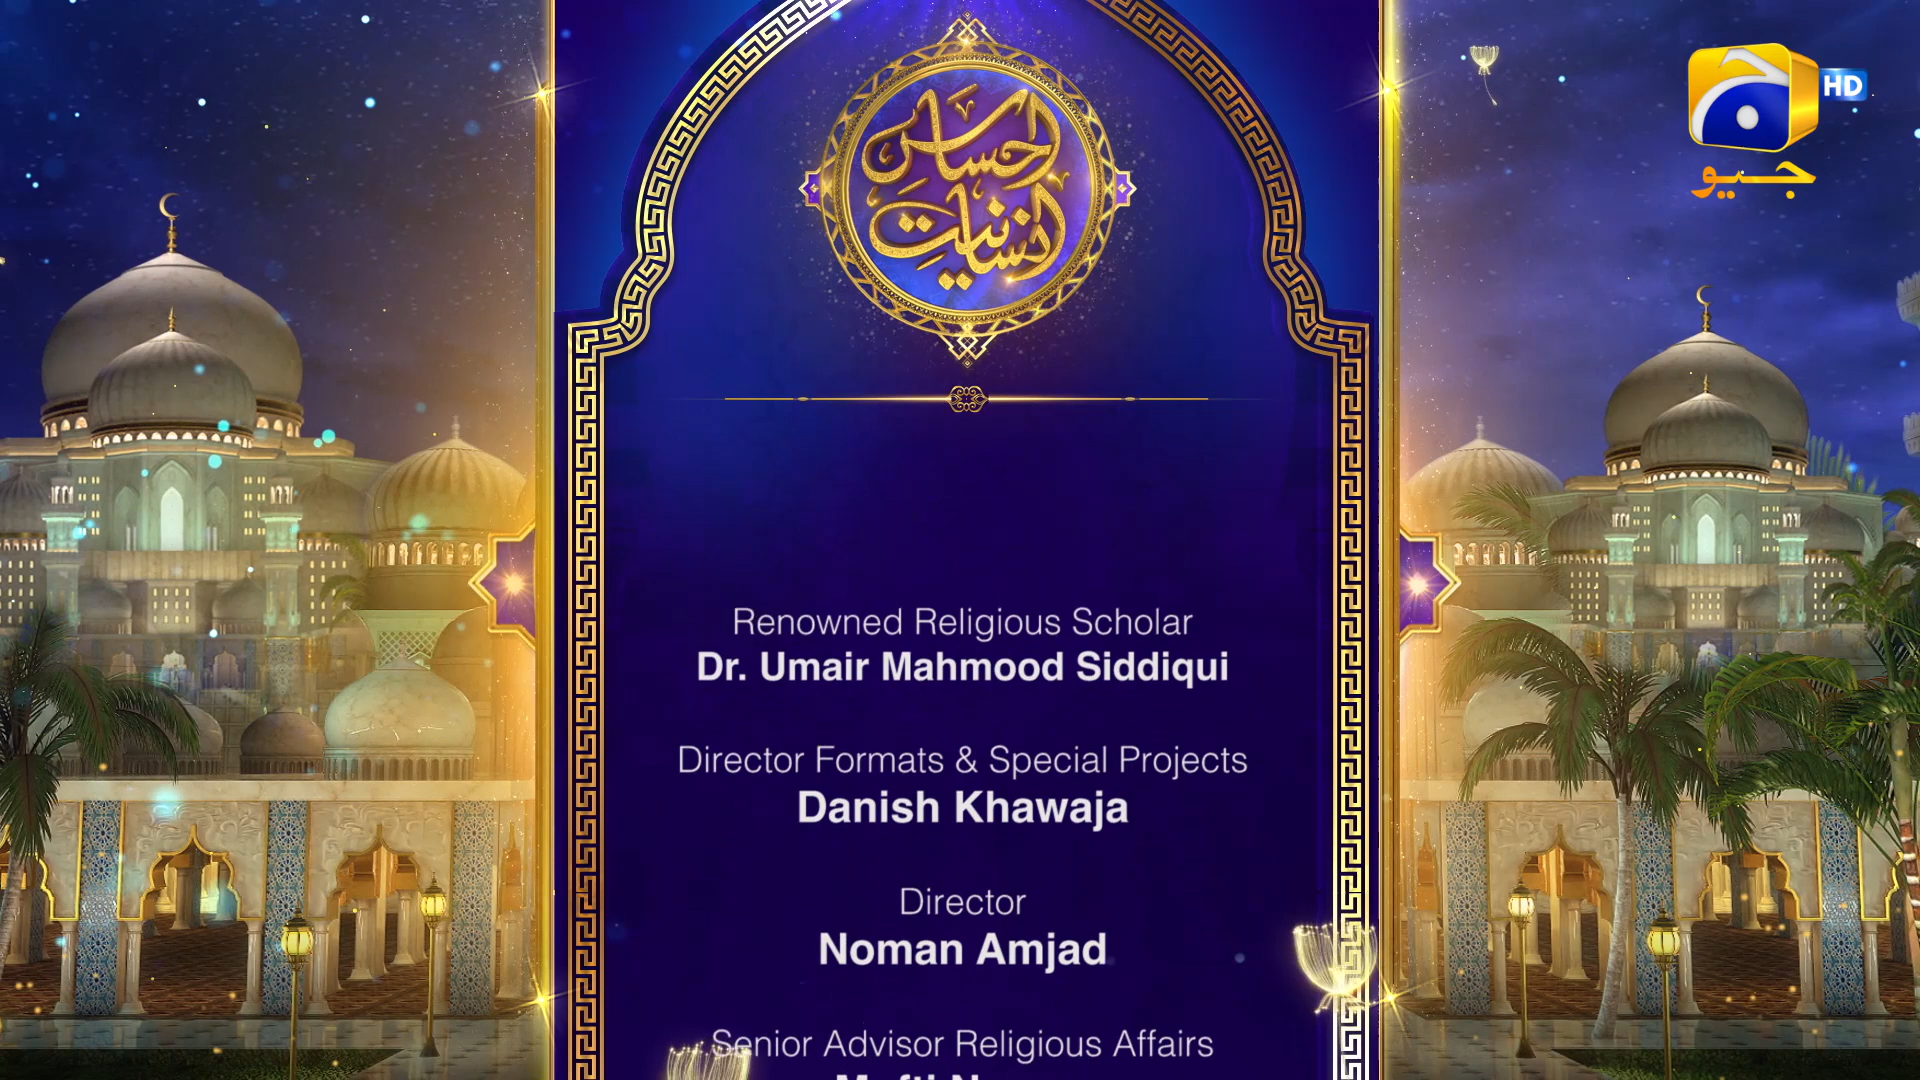 احساس
انسانیت
HD
جیو
Renowned Religious Scholar
Dr. Umair Mahmood Siddiqui
Director Formats & Special Projects
Danish Khawaja
Director
Noman Amjad
Senior Advisor Religious Affairs
Mufti